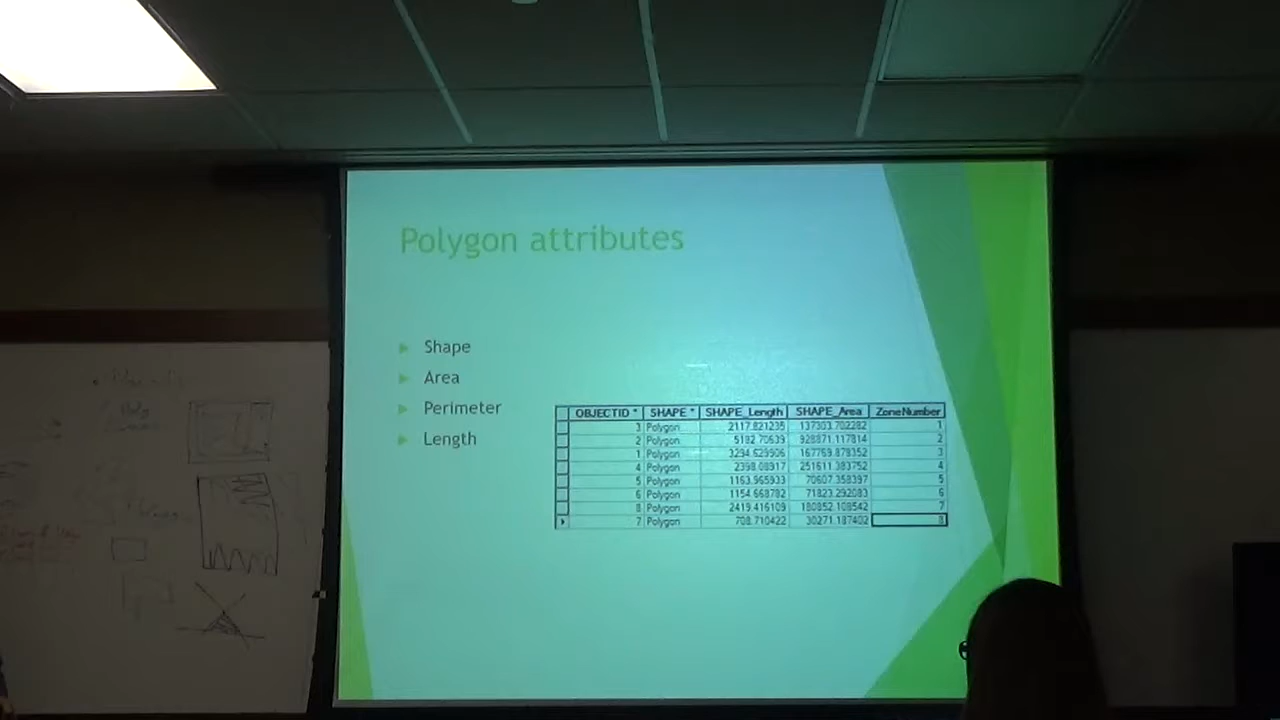 Polygon attributes
Shape
Area
Perimeter
Length
OBJECTID * SHAPE * SHAPE_Length SHAPE_Area ZoneNumber
3 Polygon 2117.821235 137303.702282 1
2 Polygon 5182.70639 928871.117814 2
1 Polygon 3294.629906 167769.878352 3
4 Polygon 2398.08917 251611.383752 4
5 Polygon 1163.965933 70607.358397 5
6 Polygon 1154.668782 71823.292083 6
8 Polygon 2419.416109 180852.108542 7
7 Polygon 708.710422 30271.187402 8